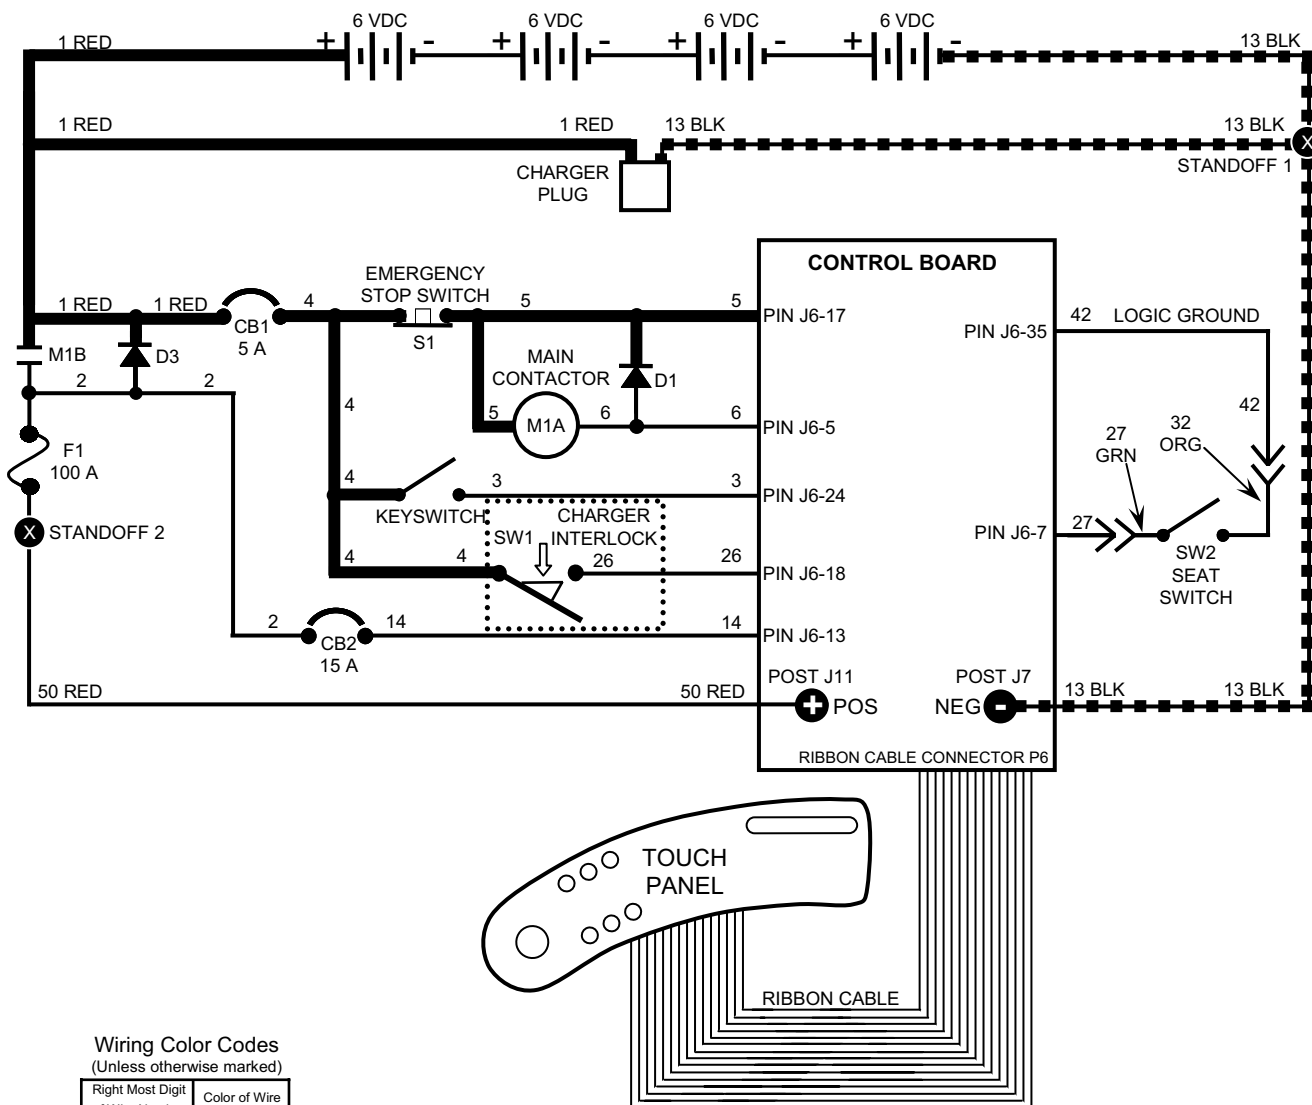 6 VDC 6 VDC 6 VDC 6 VDC
1 RED + - + - + - + - 13 BLK
1 RED 1 RED 13 BLK 13 BLK
X
CHARGER
PLUG
STANDOFF 1
CONTROL BOARD
EMERGENCY
STOP SWITCH
1 RED 1 RED 4 5 5
CB1
5 A
S1
PIN J6-17
PIN J6-35
42 LOGIC GROUND
M1B
D3
MAIN
CONTACTOR
D1
2 2
4
5 M1A 6 6 PIN J6-5
42
27
GRN
32
ORG
F1
100 A
4 3 3 PIN J6-24
KEYSWITCH
X STANDOFF 2
CHARGER
INTERLOCK
SW1
PIN J6-7 27
SW2
SEAT
SWITCH
4 4 26 26 PIN J6-18
2 14 14 PIN J6-13
CB2
15 A
POST J11 POST J7
50 RED 50 RED + POS NEG - 13 BLK 13 BLK
RIBBON CABLE CONNECTOR P6
TOUCH
PANEL
RIBBON CABLE
Wiring Color Codes
(Unless otherwise marked)
Right Most Digit
Color of Wire